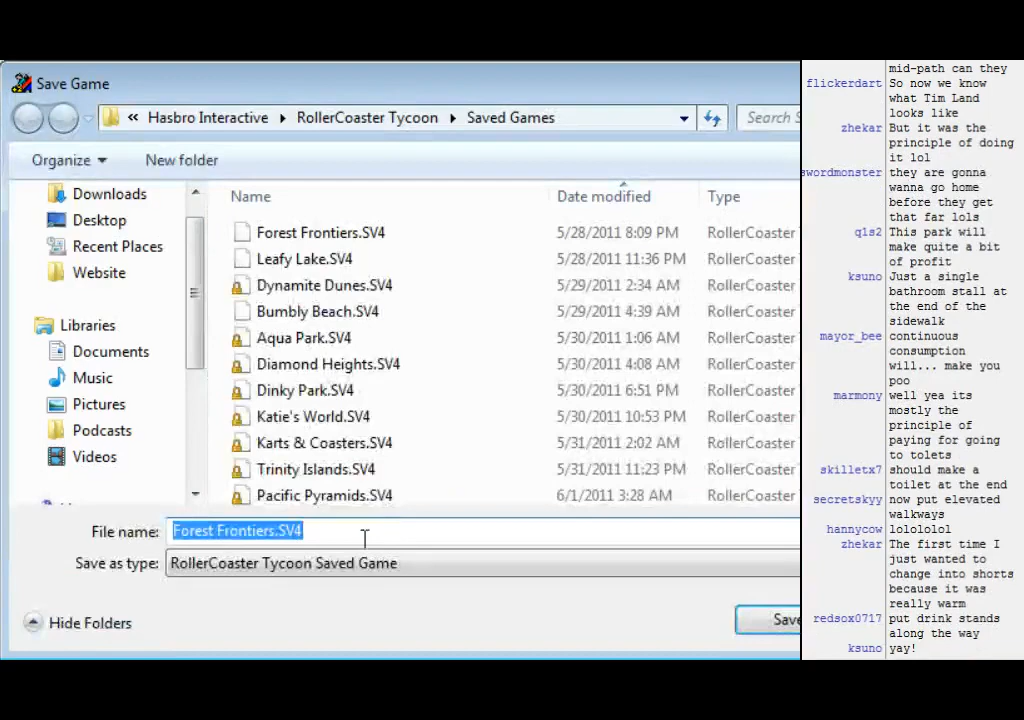 Save Game
« Hasbro Interactive RollerCoaster Tycoon Saved Games
Search S
Organize
New folder
Downloads
Desktop
Recent Places
Website
Libraries
Documents
Music
Pictures
Podcasts
Videos
Name Date modified Type
Forest Frontiers.SV4 5/28/2011 8:09 PM RollerCoaster
Leafy Lake.SV4 5/28/2011 11:36 PM RollerCoaster
Dynamite Dunes.SV4 5/29/2011 2:34 AM RollerCoaster
Bumbly Beach.SV4 5/29/2011 4:39 AM RollerCoaster
Aqua Park.SV4 5/30/2011 1:06 AM RollerCoaster
Diamond Heights.SV4 5/30/2011 4:08 AM RollerCoaster
Dinky Park.SV4 5/30/2011 6:51 PM RollerCoaster
Katie's World.SV4 5/30/2011 10:53 PM RollerCoaster
Karts & Coasters.SV4 5/31/2011 2:02 AM RollerCoaster
Trinity Islands.SV4 5/31/2011 11:23 PM RollerCoaster
Pacific Pyramids.SV4 6/1/2011 3:28 AM RollerCoaster
File name: Forest Frontiers.SV4
Save as type: RollerCoaster Tycoon Saved Game
Hide Folders
Save
mid-path can they
flickerdart So now we know
what Tim Land
looks like
zhekar But it was the
principle of doing
it lol
swordmonster they are gonna
wanna go home
before they get
that far lols
q1s2 This park will
make quite a bit
of profit
ksuno Just a single
bathroom stall at
the end of the
sidewalk
mayor_bee continuous
consumption
will... make you
poo
marmony well yea its
mostly the
principle of
paying for going
to tolets
skilletx7 should make a
toilet at the end
secretskyy now put elevated
walkways
hannycow lolololol
zhekar The first time I
just wanted to
change into shorts
because it was
really warm
redsox0717 put drink stands
along the way
ksuno yay!